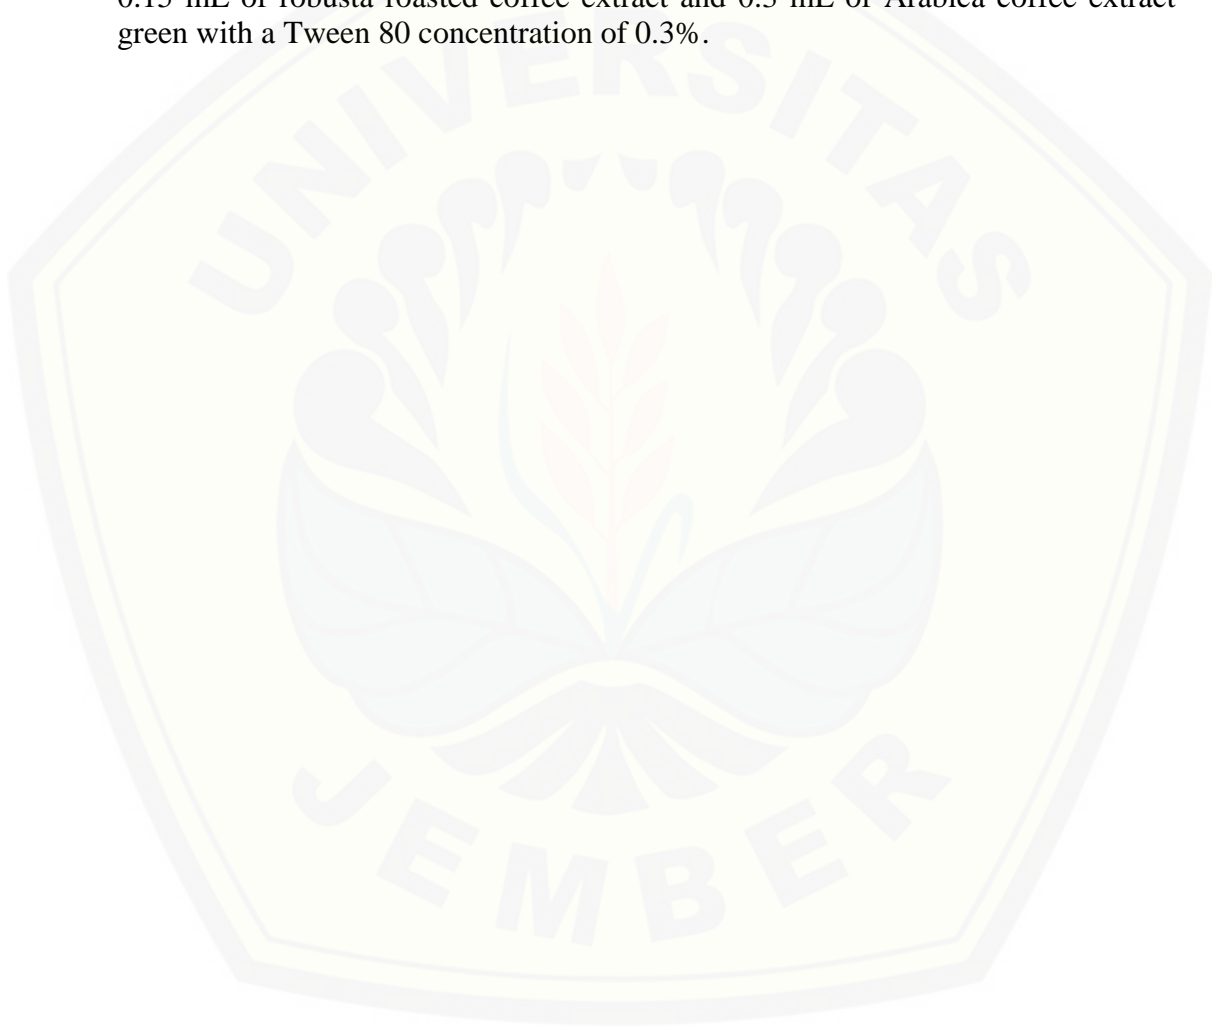 0.15 mL of robusta roasted coffee extract and 0.3 mL of Arabica coffee extract
green with a Tween 80 concentration of 0.3%.
UNIVERSITAS
JEMBER